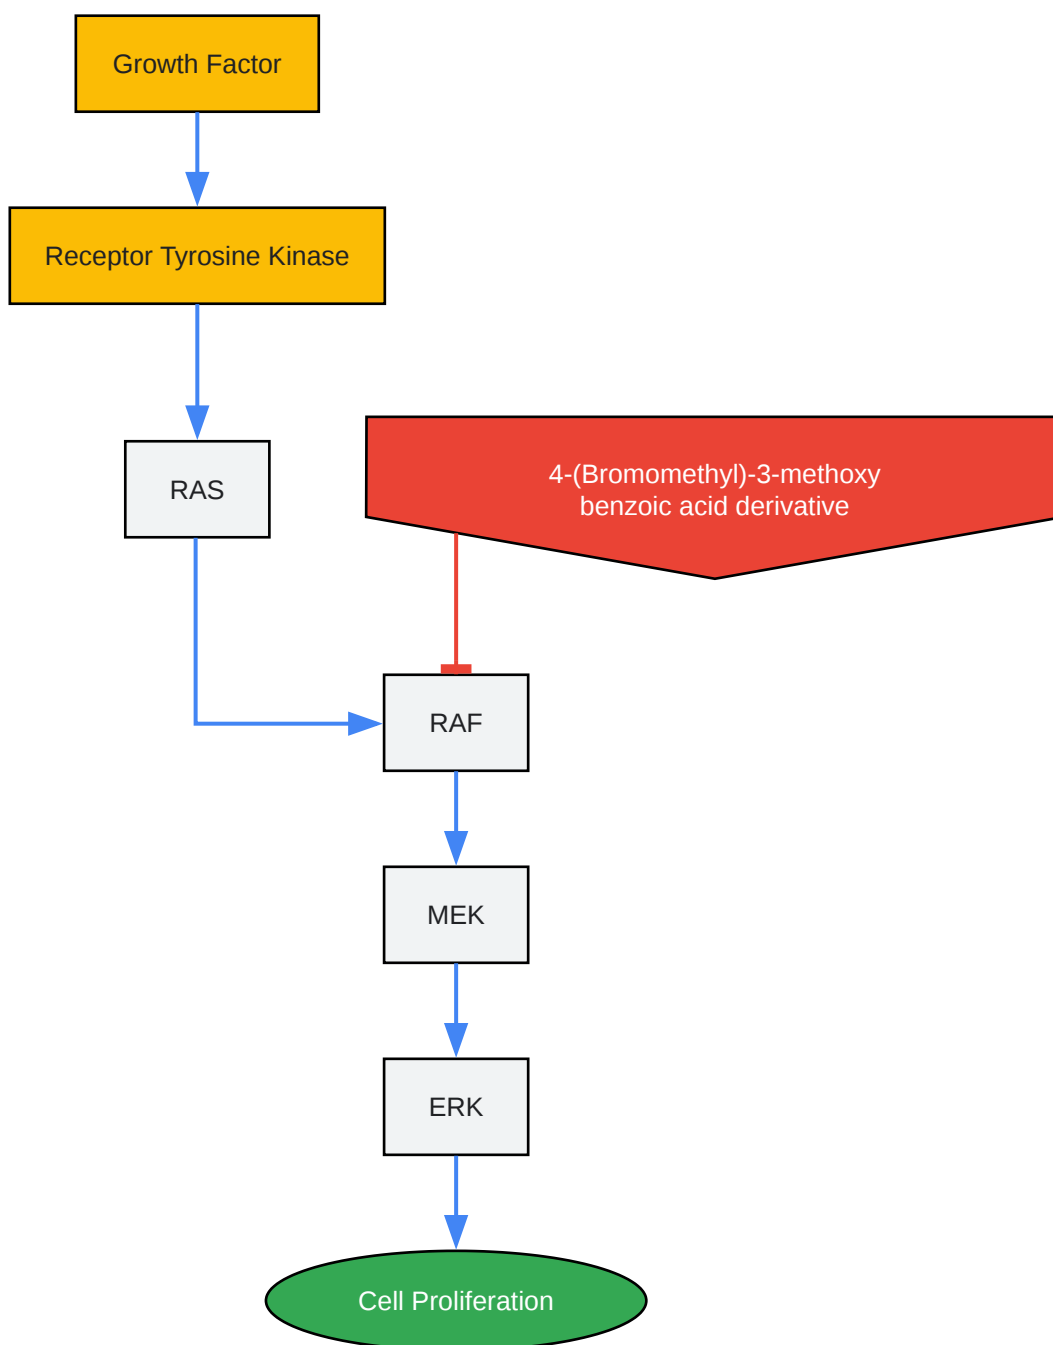 Growth Factor
Receptor Tyrosine Kinase
RAS
4-(Bromomethyl)-3-methoxy
benzoic acid derivative
RAF
MEK
ERK
Cell Proliferation